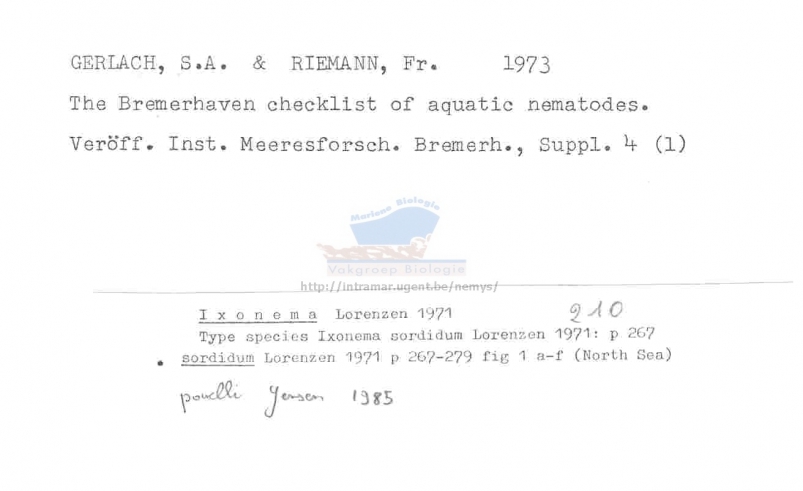 GERLACH, S.A. & RIEMANN, Fr. 1973
The Bremerhaven checklist of aquatic nematodes.
Veröff. Inst. Meeresforsch. Bremerh., Suppl. 4 (1)
Mariene Biologie
Vakgroep Biologie
http://intramar.ugent.be/nemys/
Ixonema Lorenzen 1971 210
Type species Ixonema sordidum Lorenzen 1971: p 267
• sordidum Lorenzen 1971 p 267-279 fig 1 a-f (North Sea)
powelli Jensen 1985